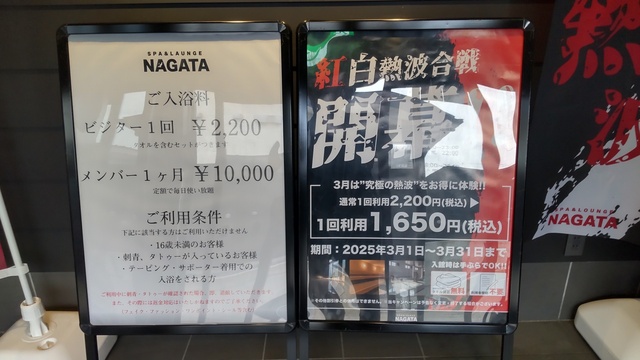 SPA&LOUNGE
NAGATA
ご入浴料
ビジター1回 ¥2,200
タオルを含むセットがつきます
メンバー1ヶ月 ¥10,000
定額で毎日使い放題
ご利用条件
下記に該当する方はご利用いただけません
・16歳未満のお客様
・刺青、タトゥーが入っているお客様
・テーピング・サポーター着用での
入浴をされる方
紅白熱波合戦
開幕
3月は"究極の熱波"をお得に体験!!
通常1回利用2,200円(税込)▶
1回利用1,650円(税込)
期間：2025年3月1日〜3月31日まで
入館時は手ぶらでOK!!
無料
不要
NAGATA
熱
SPA&LOUNGE
NAGATA